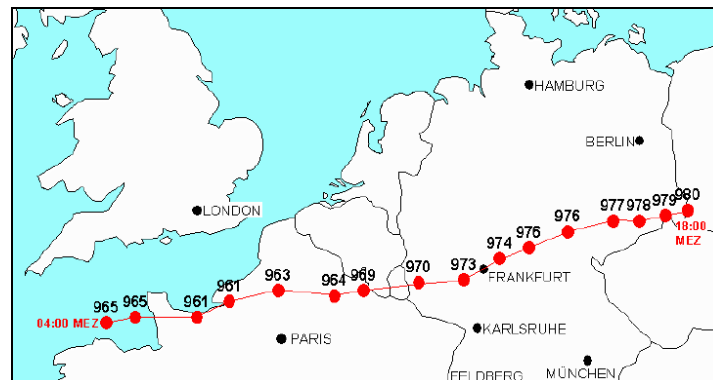 HAMBURG
BERLIN
LONDON
980
979
978
977
976
976
974
973
970
969
964
963
961
961
965
965
18:00
MEZ
04:00 MEZ
FRANKFURT
KARLSRUHE
PARIS
FELDBERG
MÜNCHEN